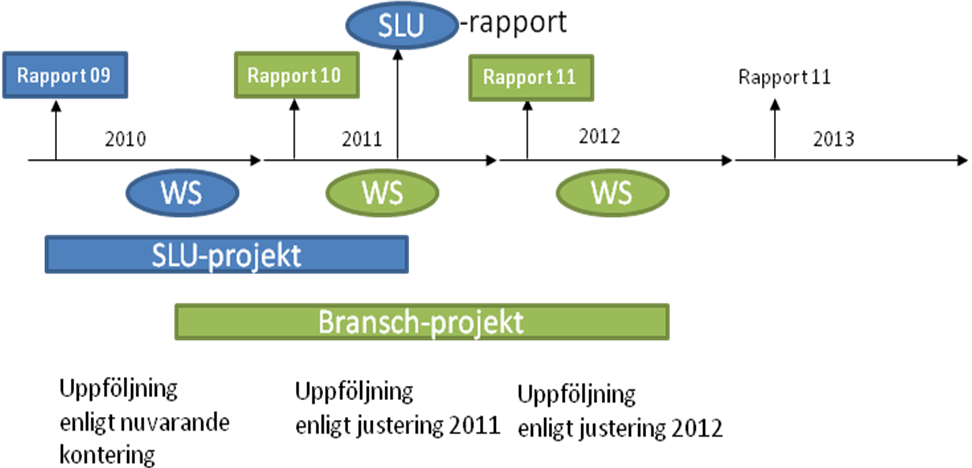 SLU-rapport
Rapport 09
Rapport 10
Rapport 11
Rapport 11
2010
2011
2012
2013
WS
WS
WS
SLU-projekt
Bransch-projekt
Uppföljning
enligt nuvarande
kontering
Uppföljning
enligt justering 2011
Uppföljning
enligt justering 2012